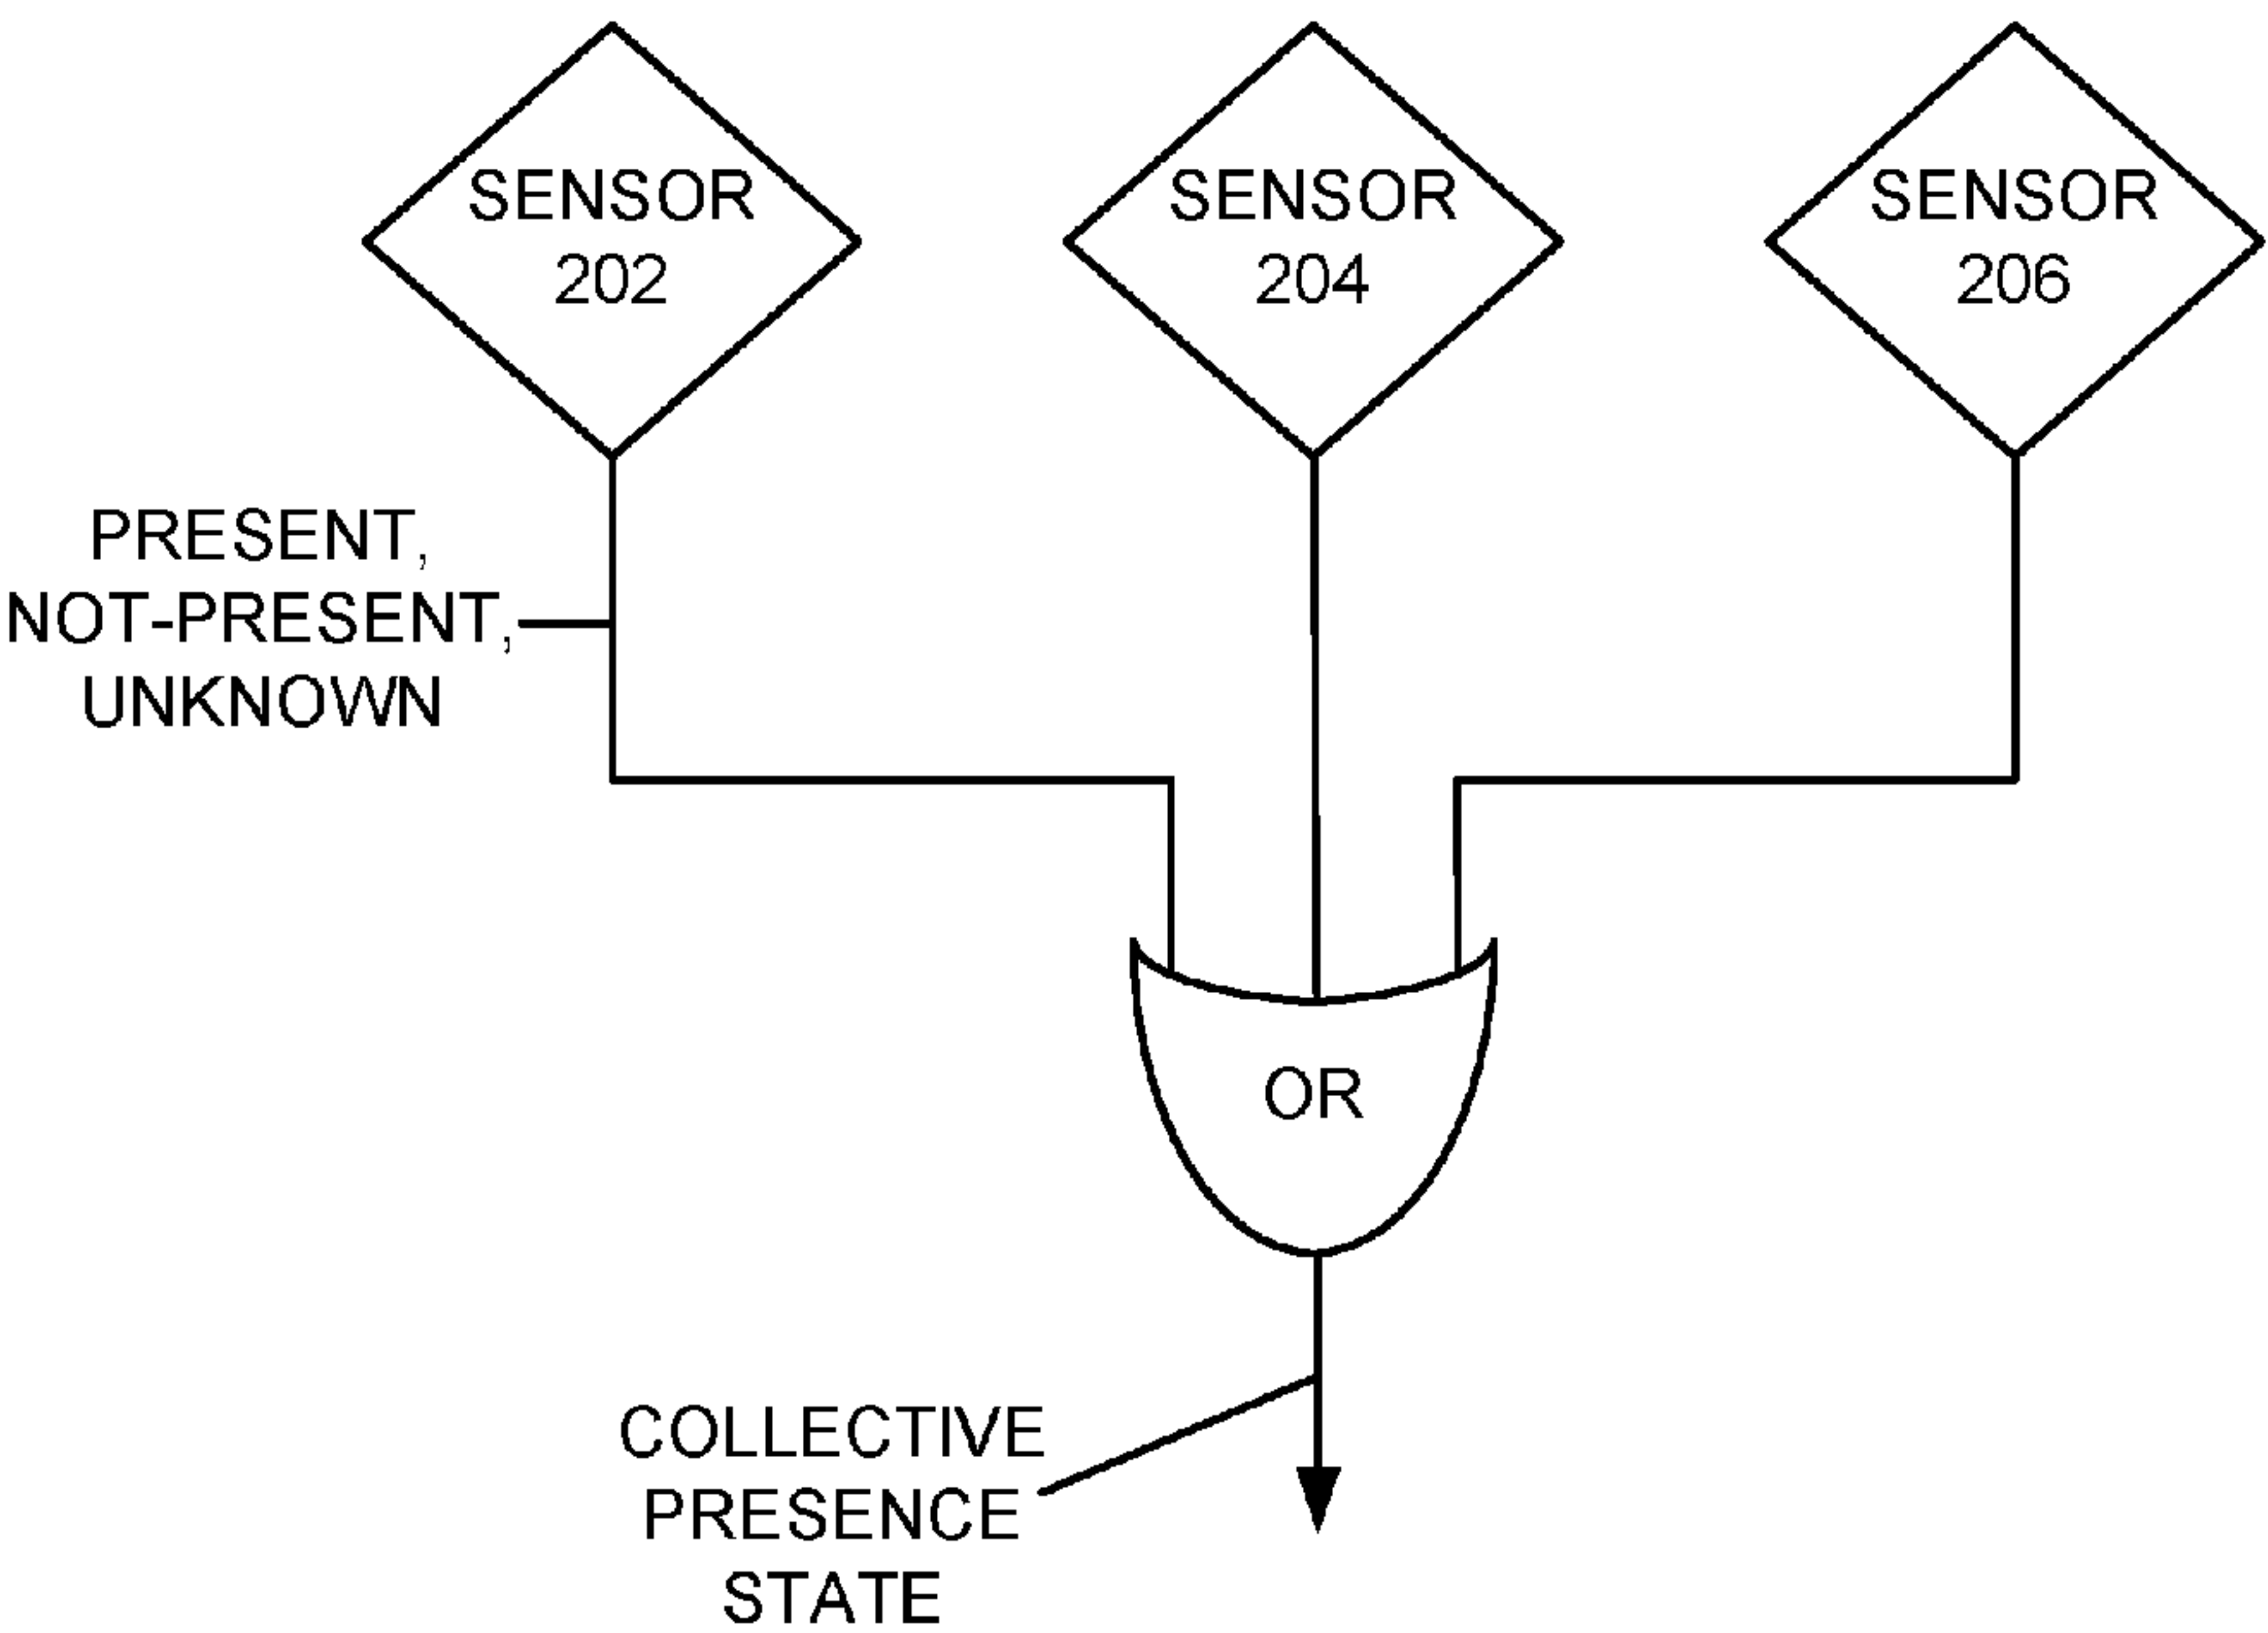 SENSOR
202
SENSOR
204
SENSOR
206
PRESENT,
NOT-PRESENT,
UNKNOWN
OR
COLLECTIVE
PRESENCE
STATE